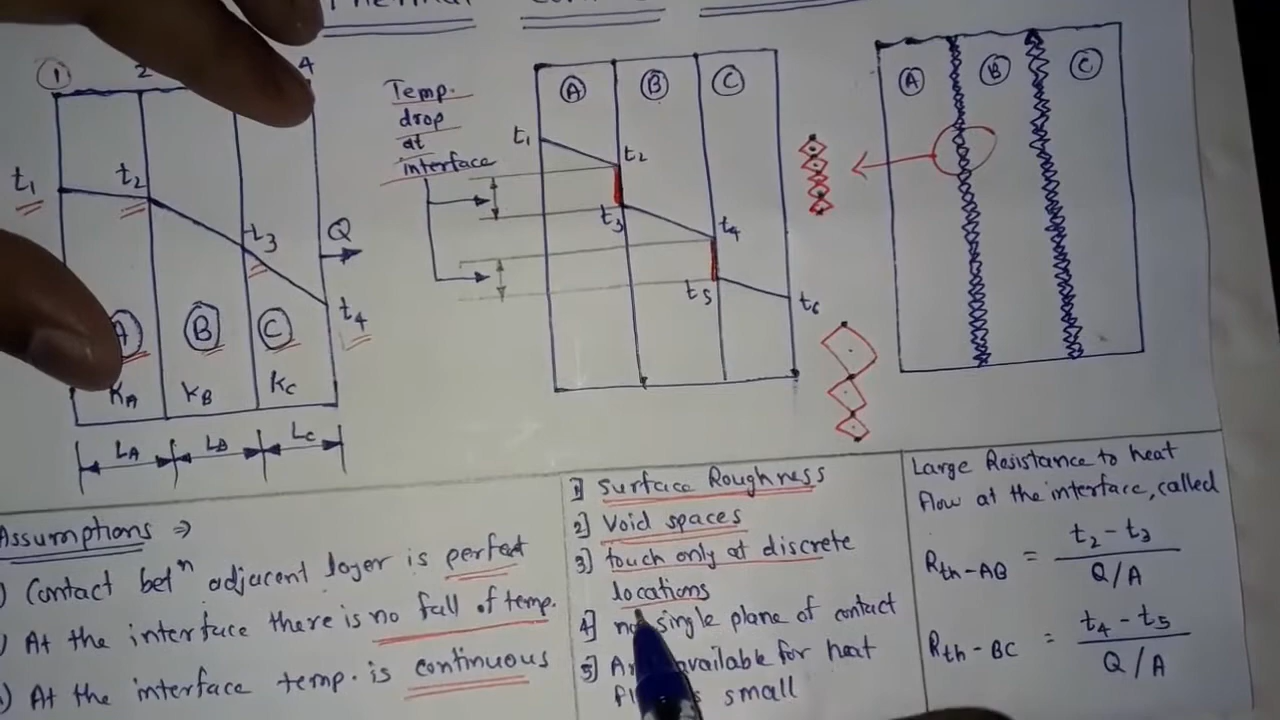 Thermal
①
2
4
t₁
t₂
t₃
t₄
Q
Ⓐ
Ⓑ
Ⓒ
KA
KB
KC
LA
LB
LC
Temp.
drop
at
interface
Ⓐ
Ⓑ
Ⓒ
t₁
t₂
t₃
t₄
t₅
t₆
Ⓐ
Ⓑ
Ⓒ
Assumptions ⇒
) Contact betⁿ adjacent layer is perfect
) At the interface there is no fall of temp.
) At the interface temp. is continuous
1] Surface Roughness
2] Void spaces
3] touch only at discrete
locations
4] single plane of contact
5] available for heat
small
Large Resistance to heat
flow at the interface, called
Rth-AB = t₂ - t₃
Q/A
Rth-BC = t₄ - t₅
Q/A